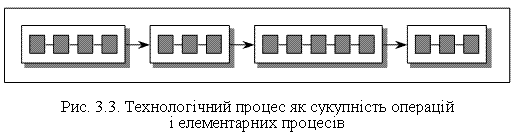 Рис. 3.3. Технологічний процес як сукупність операцій
і елементарних процесів